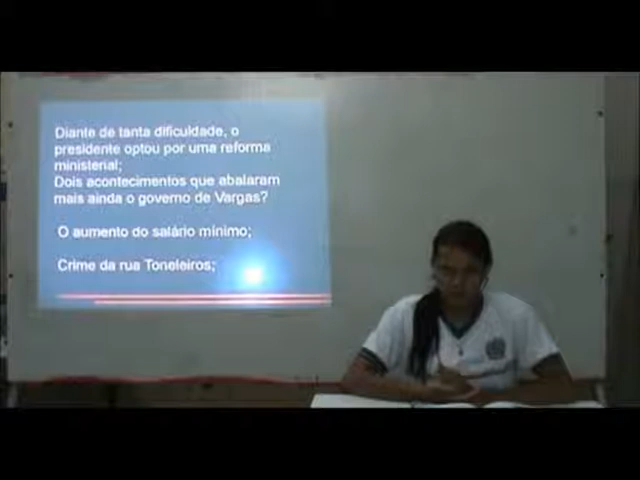 Diante de tanta dificuldade, o
presidente optou por uma reforma
ministerial;
Dois acontecimentos que abalaram
mais ainda o governo de Vargas?
O aumento do salário mínimo;
Crime da rua Toneleiros;